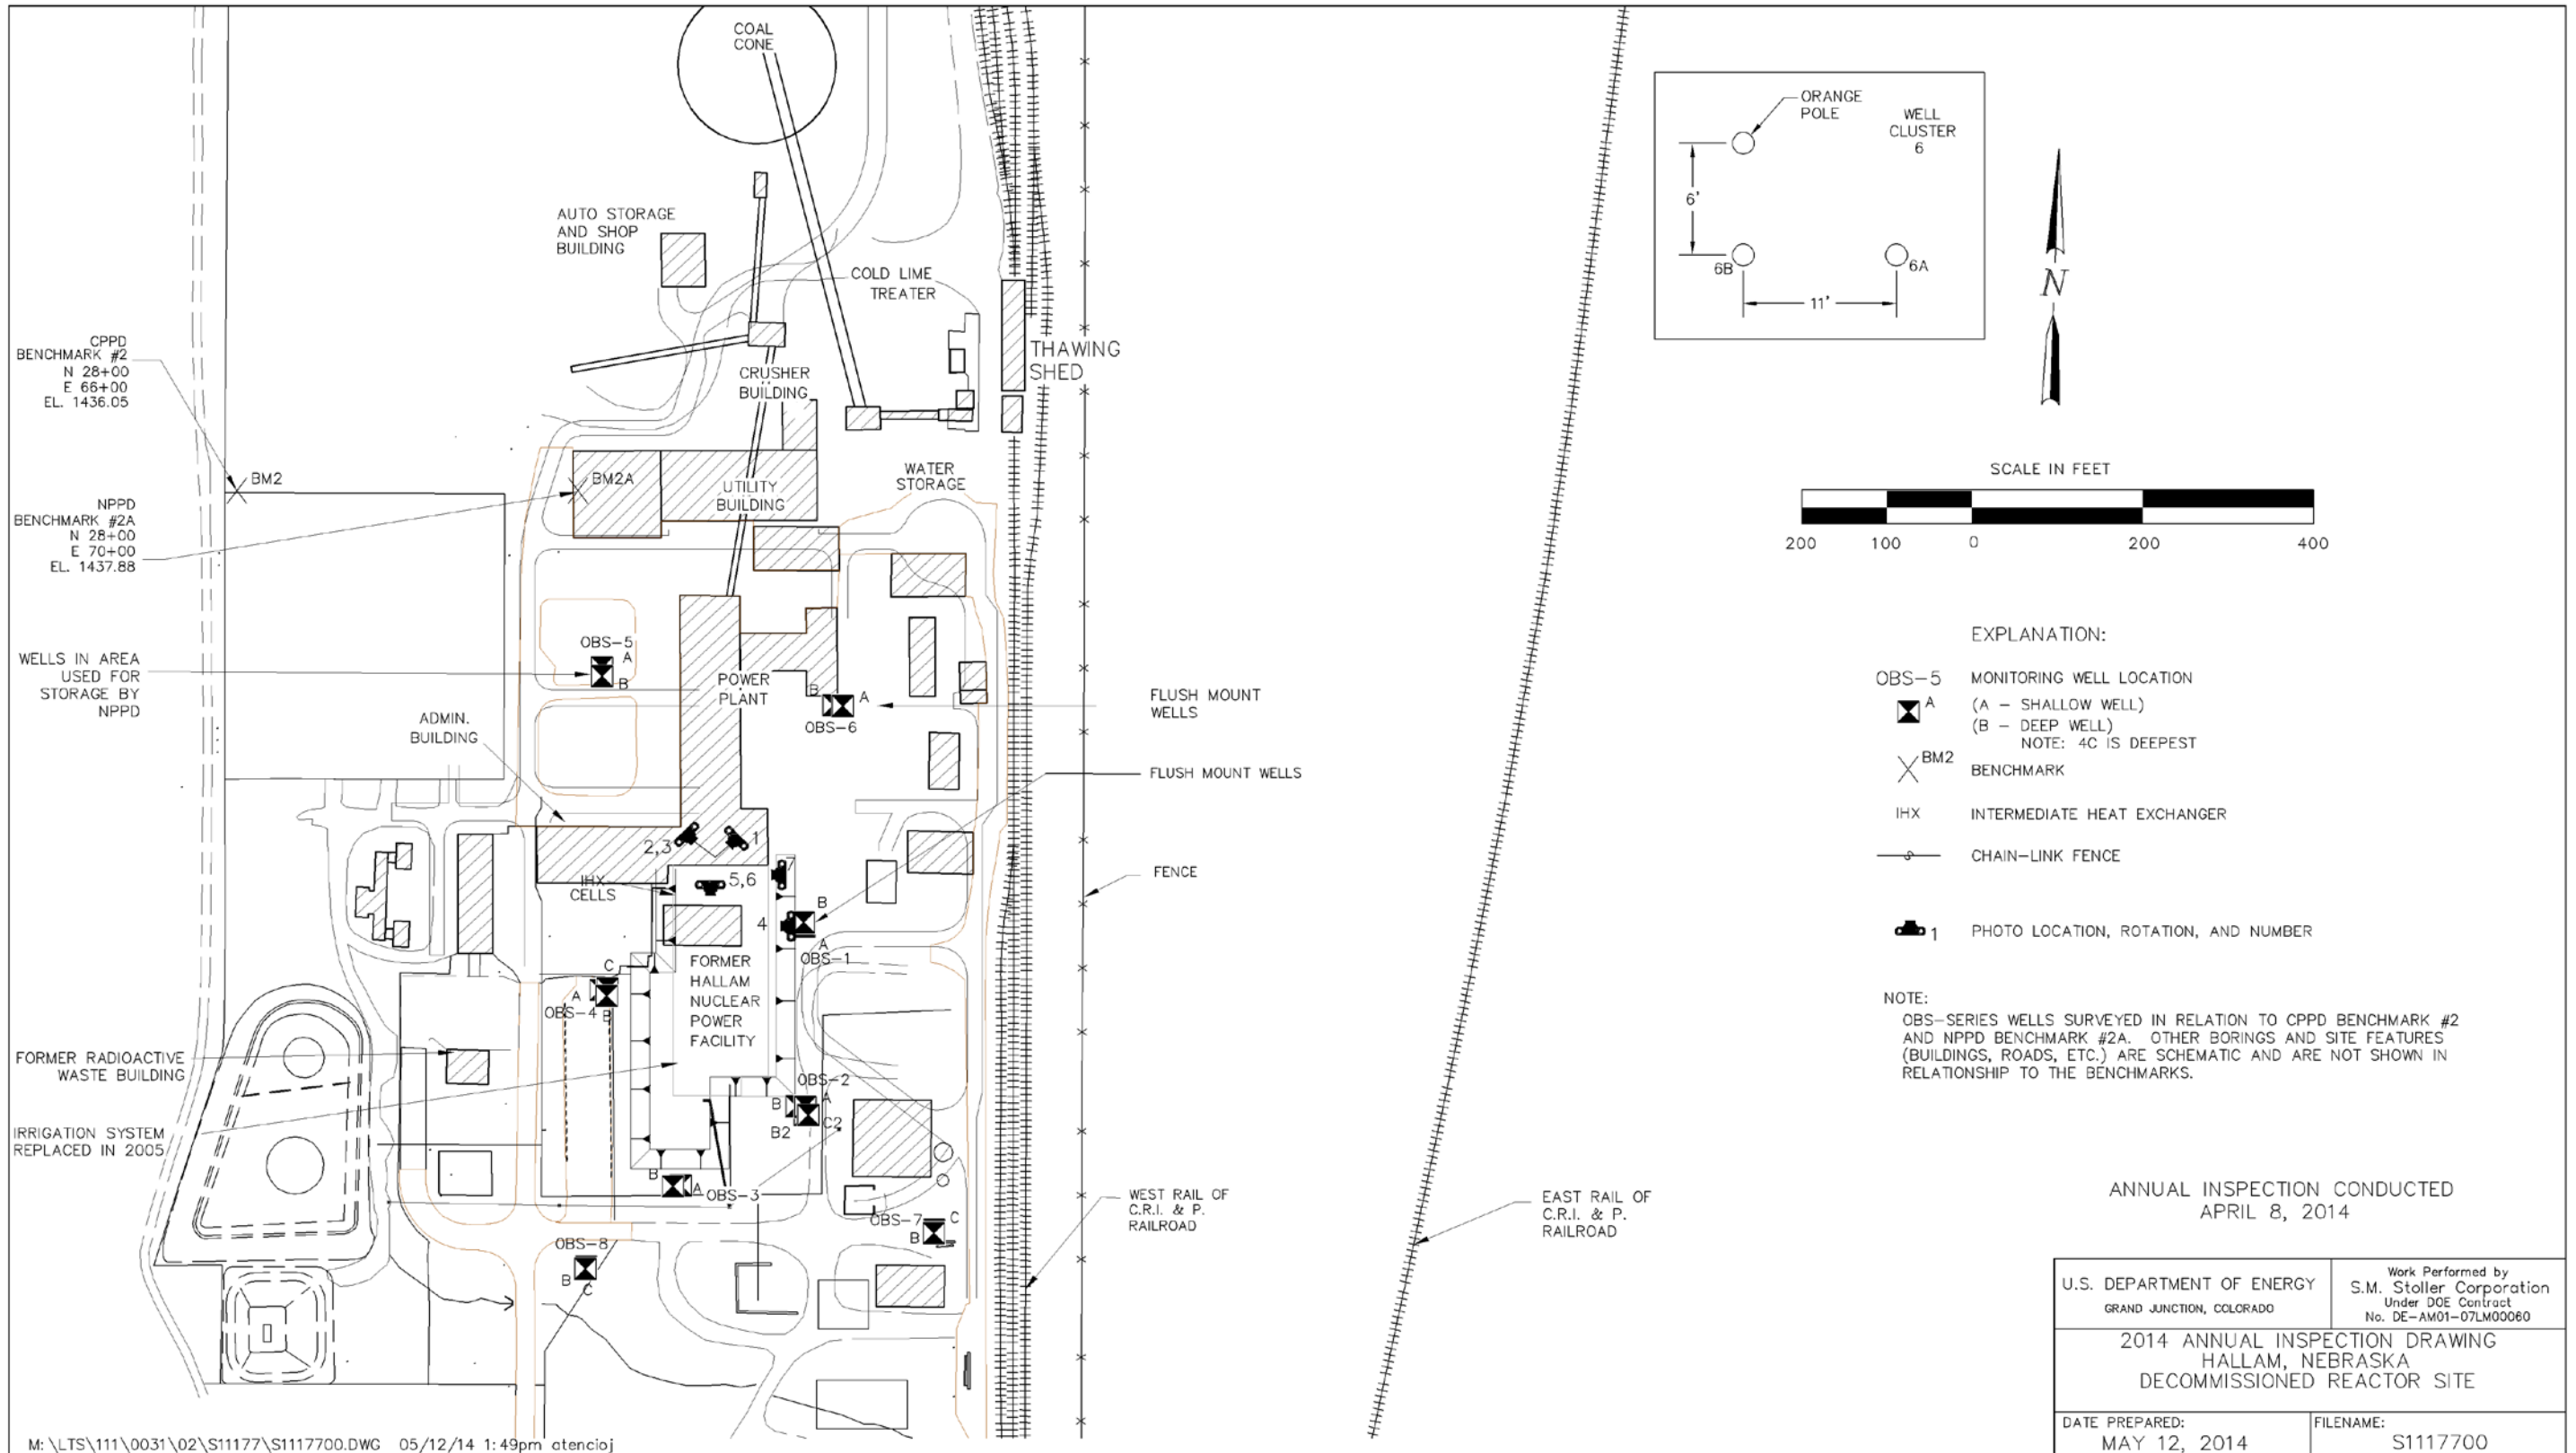 COAL
CONE
AUTO STORAGE
AND SHOP
BUILDING
COLD LIME
TREATER
CPPD
BENCHMARK #2
N 28+00
E 66+00
EL. 1436.05
THAWING
SHED
CRUSHER
BUILDING
BM2
BM2A
UTILITY
BUILDING
WATER
STORAGE
NPPD
BENCHMARK #2A
N 28+00
E 70+00
EL. 1437.88
OBS-5
A
B
WELLS IN AREA
USED FOR
STORAGE BY
NPPD
POWER
PLANT
B
A
OBS-6
FLUSH MOUNT
WELLS
ADMIN.
BUILDING
FLUSH MOUNT WELLS
2,3
1
7
5,6
IHX
CELLS
FENCE
B
4
A
OBS-1
FORMER
HALLAM
NUCLEAR
POWER
FACILITY
C
A
OBS-4
B
FORMER RADIOACTIVE
WASTE BUILDING
OBS-2
A
B
B2
C2
IRRIGATION SYSTEM
REPLACED IN 2005
B
A
OBS-3
WEST RAIL OF
C.R.I. & P.
RAILROAD
EAST RAIL OF
C.R.I. & P.
RAILROAD
OBS-7
C
B
OBS-8
B
C
M:\LTS\111\0031\02\S11177\S1117700.DWG 05/12/14 1:49pm atencioj
ORANGE
POLE
WELL
CLUSTER
6
6'
6B
6A
11'
N
SCALE IN FEET
200 100 0 200 400
EXPLANATION:
OBS-5 MONITORING WELL LOCATION
A (A - SHALLOW WELL)
(B - DEEP WELL)
NOTE: 4C IS DEEPEST
BM2 BENCHMARK
IHX INTERMEDIATE HEAT EXCHANGER
CHAIN-LINK FENCE
1 PHOTO LOCATION, ROTATION, AND NUMBER
NOTE:
OBS-SERIES WELLS SURVEYED IN RELATION TO CPPD BENCHMARK #2
AND NPPD BENCHMARK #2A. OTHER BORINGS AND SITE FEATURES
(BUILDINGS, ROADS, ETC.) ARE SCHEMATIC AND ARE NOT SHOWN IN
RELATIONSHIP TO THE BENCHMARKS.
ANNUAL INSPECTION CONDUCTED
APRIL 8, 2014
U.S. DEPARTMENT OF ENERGY
GRAND JUNCTION, COLORADO
Work Performed by
S.M. Stoller Corporation
Under DOE Contract
No. DE-AM01-07LM00060
2014 ANNUAL INSPECTION DRAWING
HALLAM, NEBRASKA
DECOMMISSIONED REACTOR SITE
DATE PREPARED:
MAY 12, 2014
FILENAME:
S1117700